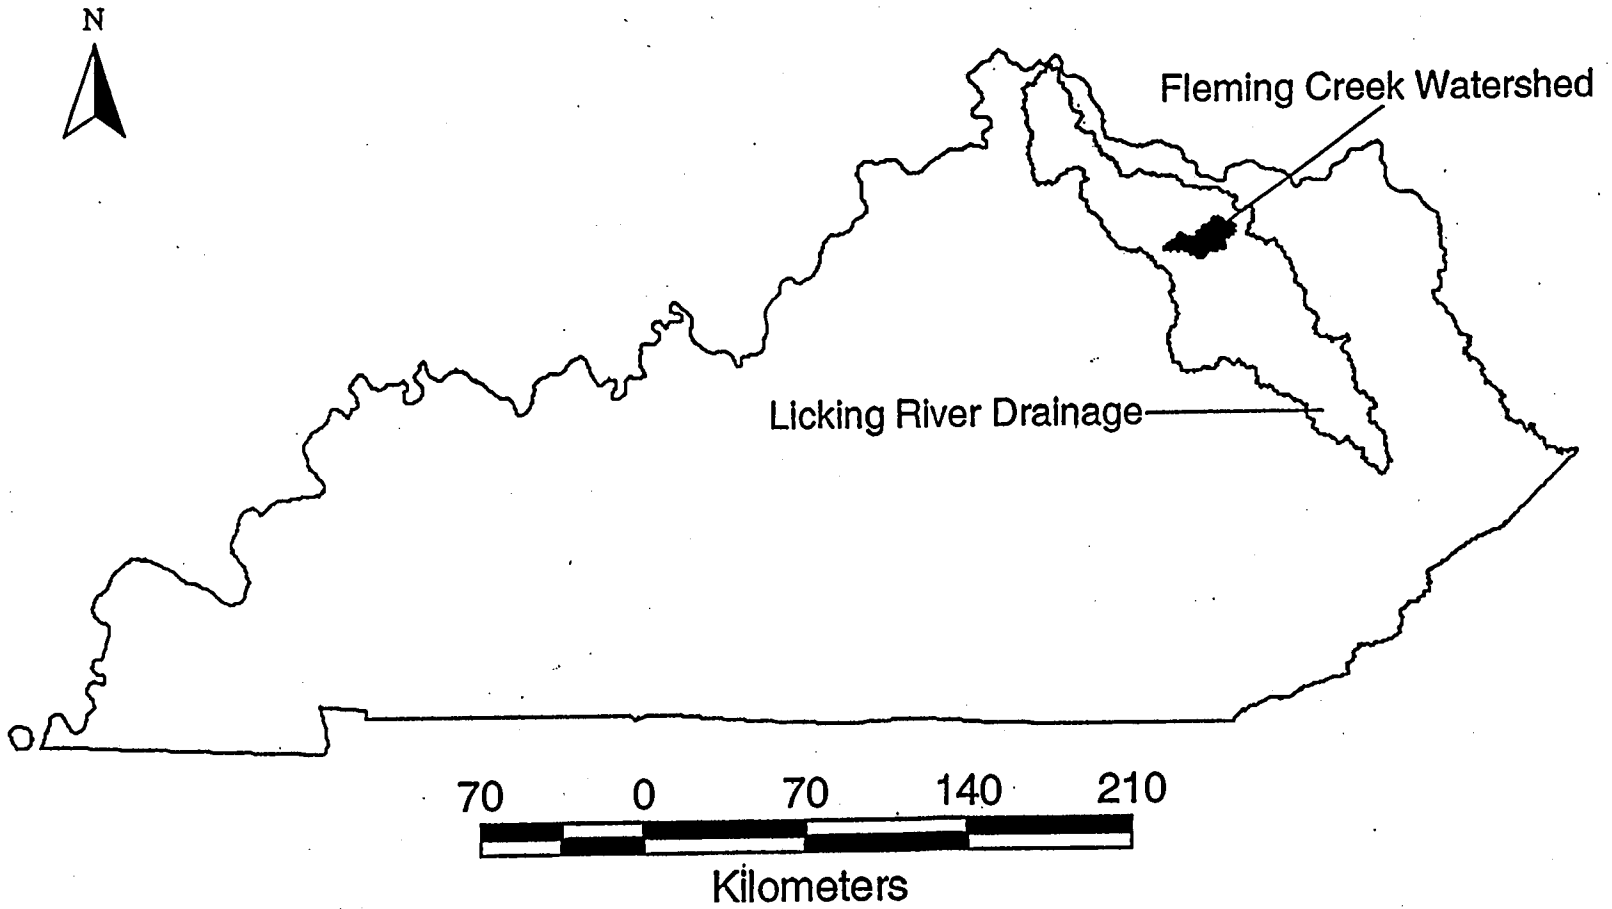 N
Fleming Creek Watershed
Licking River Drainage
70 0 70 140 210
Kilometers